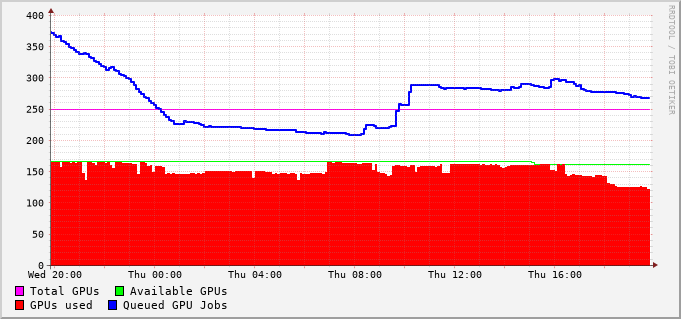 400
350
300
250
200
150
100
50
0
Wed 20:00 Thu 00:00 Thu 04:00 Thu 08:00 Thu 12:00 Thu 16:00
Total GPUs Available GPUs
GPUs used Queued GPU Jobs
RRDTOOL / TOBI OETIKER